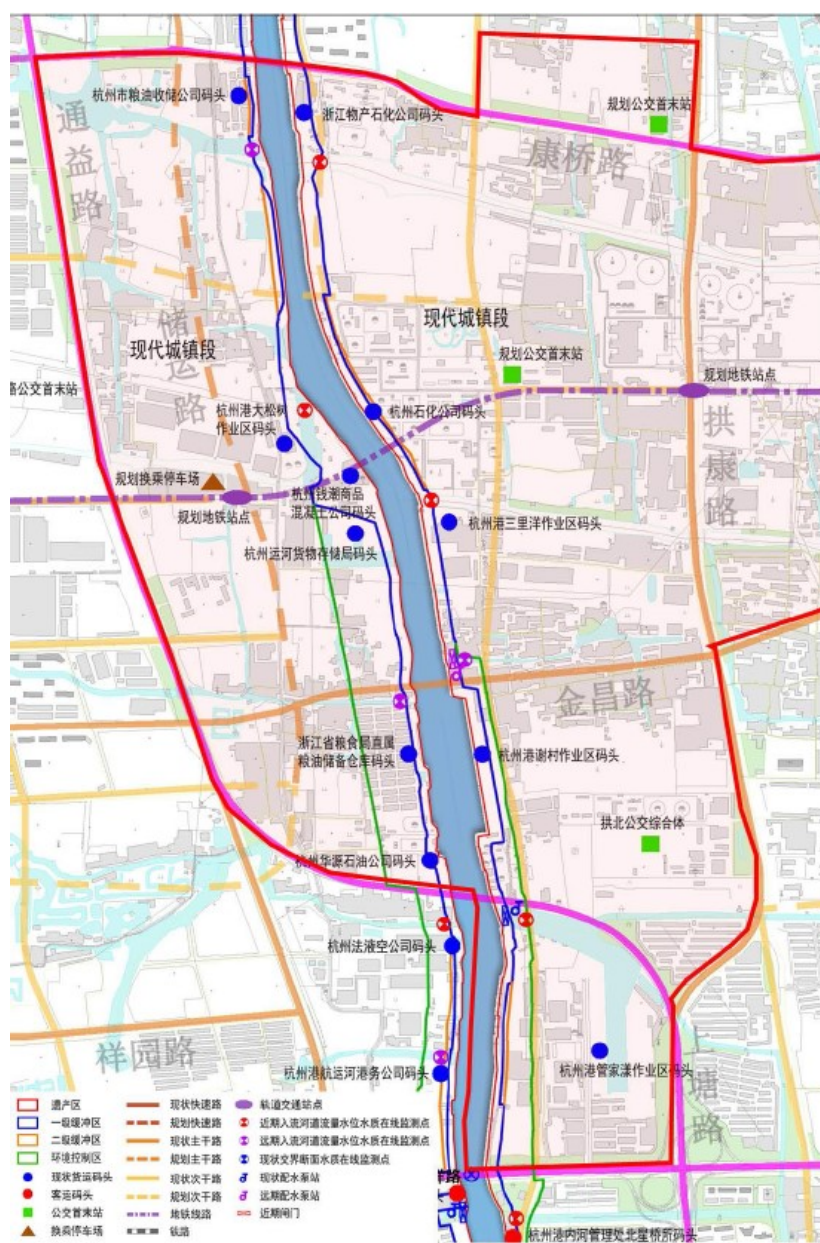 杭州市粮油收储公司码头
浙江物产石化公司码头
规划公交首末站
通益路
康桥路
储运路
现代城镇段
现代城镇段
规划公交首末站
路公交首末站
规划地铁站点
杭州港大松树
作业区码头
杭州石化公司码头
拱康路
规划换乘停车场
规划地铁站点
杭州钱潮商品
混凝土公司码头
杭州港三里洋作业区码头
杭州运河货物存储局码头
金昌路
浙江省粮食局直属
粮油储备仓库码头
杭州港谢村作业区码头
拱北公交综合体
杭州华源石油公司码头
杭州法液空公司码头
祥园路
杭州港管家漾作业区码头
上塘路
杭州港航运河港务公司码头
遗产区
一级缓冲区
二级缓冲区
环境控制区
现状货运码头
客运码头
公交首末站
换乘停车场
现状快速路
规划快速路
现状主干路
规划主干路
现状次干路
规划次干路
地铁线路
铁路
轨道交通站点
近期入流河道流量水位水质在线监测点
远期入流河道流量水位水质在线监测点
现状交界断面水质在线监测点
现状配水泵站
远期配水泵站
近期闸门
杭州港内河管理处北星桥所码头